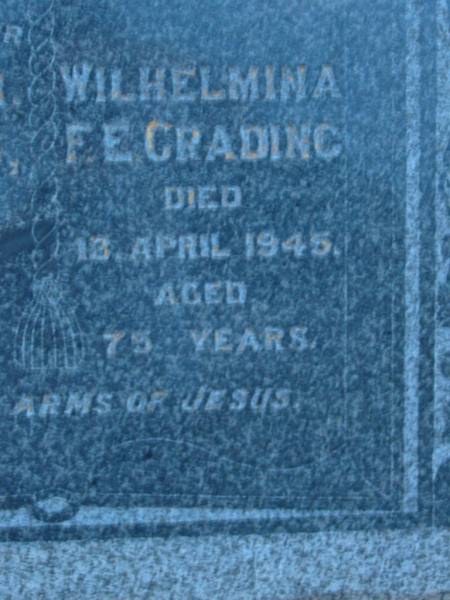 R
WILHELMINA
F. E. GRADING
DIED
13. APRIL 1945.
AGED
75 YEARS.
ARMS OF JESUS.